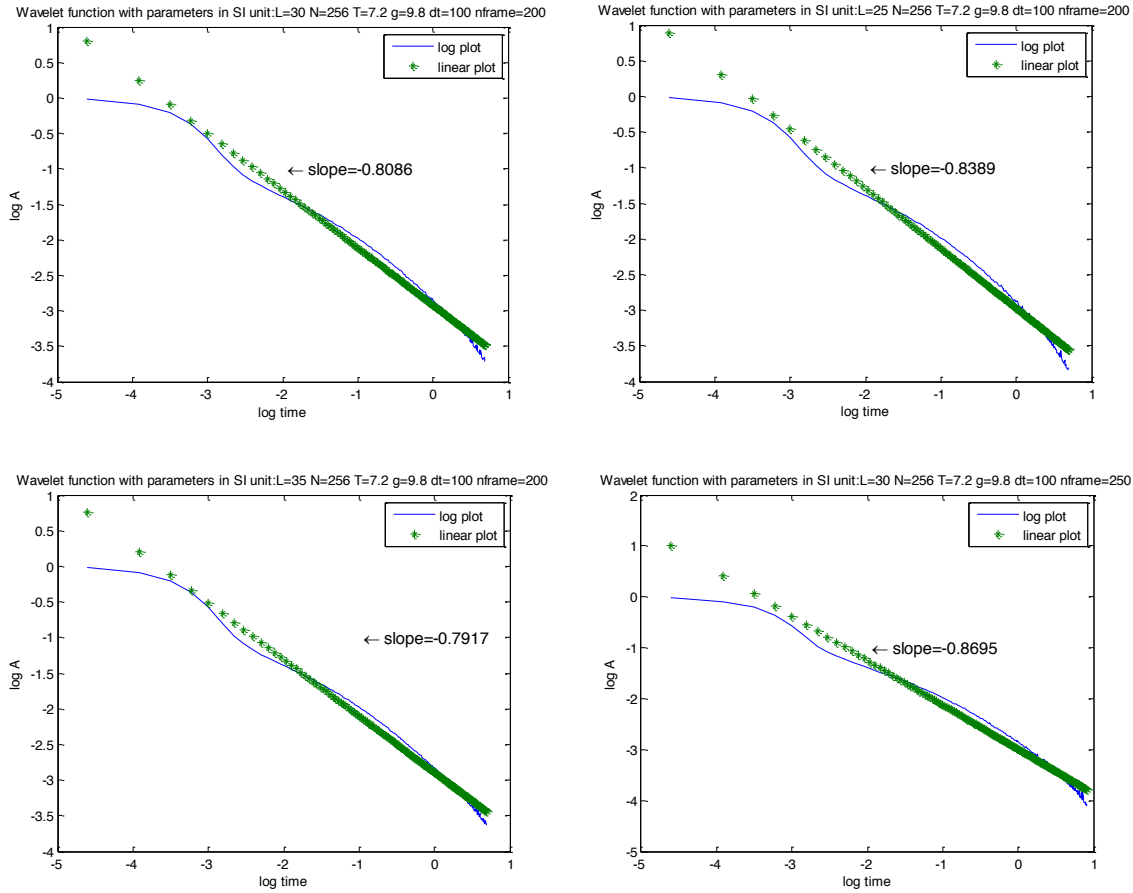 Wavelet function with parameters in SI unit:L=30 N=256 T=7.2 g=9.8 dt=100 nframe=200
1
0.5
0
-0.5
-1
-1.5
-2
-2.5
-3
-3.5
-4
log A
log plot
linear plot
← slope=-0.8086
-5 -4 -3 -2 -1 0 1
log time
Wavelet function with parameters in SI unit:L=25 N=256 T=7.2 g=9.8 dt=100 nframe=200
1
0.5
0
-0.5
-1
-1.5
-2
-2.5
-3
-3.5
-4
log A
log plot
linear plot
← slope=-0.8389
-5 -4 -3 -2 -1 0 1
log time
Wavelet function with parameters in SI unit:L=35 N=256 T=7.2 g=9.8 dt=100 nframe=200
1
0.5
0
-0.5
-1
-1.5
-2
-2.5
-3
-3.5
-4
log A
log plot
linear plot
← slope=-0.7917
-5 -4 -3 -2 -1 0 1
log time
Wavelet function with parameters in SI unit:L=30 N=256 T=7.2 g=9.8 dt=100 nframe=250
2
1
0
-1
-2
-3
-4
-5
log A
log plot
linear plot
← slope=-0.8695
-5 -4 -3 -2 -1 0 1
log time